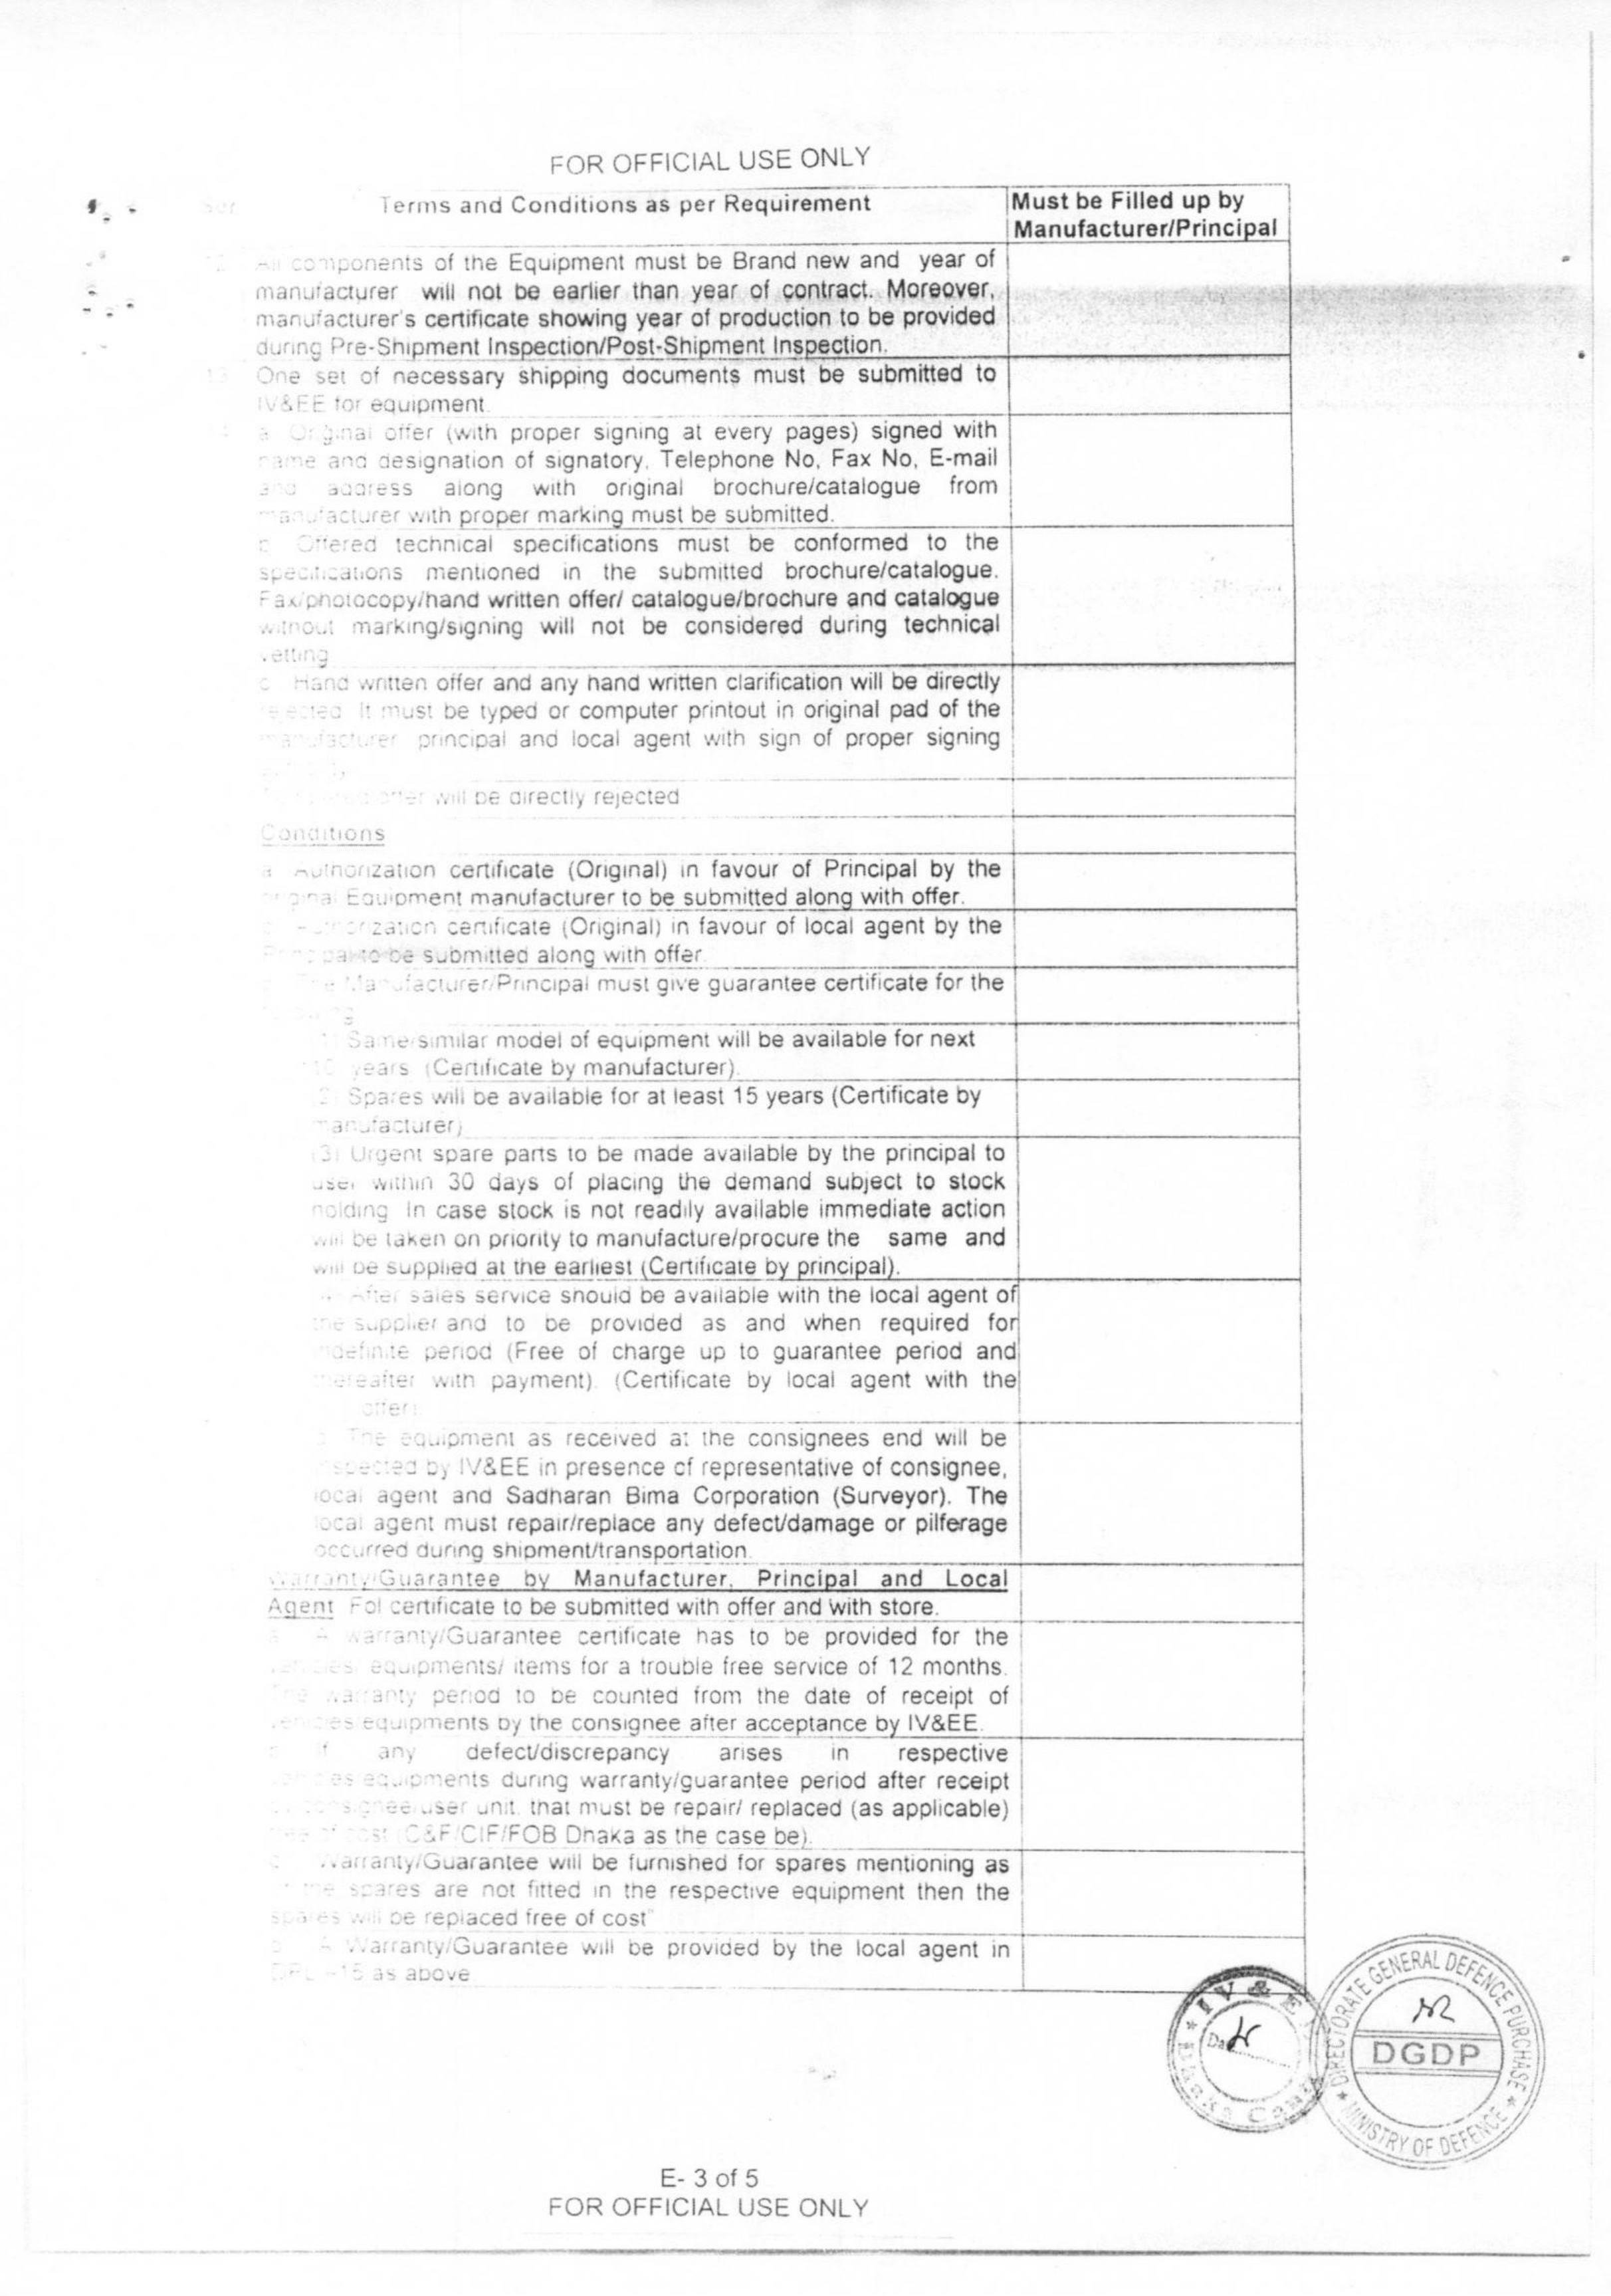 FOR OFFICIAL USE ONLY
Ser Terms and Conditions as per Requirement Must be Filled up by
Manufacturer/Principal
12 All components of the Equipment must be Brand new and year of
manufacturer will not be earlier than year of contract. Moreover,
manufacturer's certificate showing year of production to be provided
during Pre-Shipment Inspection/Post-Shipment Inspection.
13 One set of necessary shipping documents must be submitted to
IV&EE for equipment.
a Original offer (with proper signing at every pages) signed with
name and designation of signatory, Telephone No, Fax No, E-mail
and address along with original brochure/catalogue from
manufacturer with proper marking must be submitted.
Offered technical specifications must be conformed to the
specifications mentioned in the submitted brochure/catalogue.
Fax/photocopy/hand written offer/ catalogue/brochure and catalogue
without marking/signing will not be considered during technical
vetting
c Hand written offer and any hand written clarification will be directly
rejected It must be typed or computer printout in original pad of the
manufacturer principal and local agent with sign of proper signing
offer will be directly rejected
Conditions
a Authorization certificate (Original) in favour of Principal by the
original Equipment manufacturer to be submitted along with offer.
Authorization certificate (Original) in favour of local agent by the
Principal to be submitted along with offer.
The Manufacturer/Principal must give guarantee certificate for the
Same/similar model of equipment will be available for next
10 years (Certificate by manufacturer).
(2) Spares will be available for at least 15 years (Certificate by
manufacturer)
(3) Urgent spare parts to be made available by the principal to
user within 30 days of placing the demand subject to stock
holding In case stock is not readily available immediate action
will be taken on priority to manufacture/procure the same and
will be supplied at the earliest (Certificate by principal).
After sales service should be available with the local agent of
the supplier and to be provided as and when required for
indefinite period (Free of charge up to guarantee period and
thereafter with payment). (Certificate by local agent with the
offer)
The equipment as received at the consignees end will be
inspected by IV&EE in presence of representative of consignee,
local agent and Sadharan Bima Corporation (Surveyor). The
local agent must repair/replace any defect/damage or pilferage
occurred during shipment/transportation.
Warranty/Guarantee by Manufacturer, Principal and Local
Agent Fol certificate to be submitted with offer and with store.
a A warranty/Guarantee certificate has to be provided for the
vehicles/ equipments/ items for a trouble free service of 12 months.
The warranty period to be counted from the date of receipt of
vehicles/equipments by the consignee after acceptance by IV&EE.
If any defect/discrepancy arises in respective
vehicles/equipments during warranty/guarantee period after receipt
by consignee/user unit, that must be repair/ replaced (as applicable)
free of cost (C&F/CIF/FOB Dhaka as the case be).
c Warranty/Guarantee will be furnished for spares mentioning as
the spares are not fitted in the respective equipment then the
spares will be replaced free of cost"
A Warranty/Guarantee will be provided by the local agent in
-15 as above
IV & E
Dhaka Cantt
DIRECTORATE GENERAL DEFENCE PURCHASE
DGDP
MINISTRY OF DEFENCE
E- 3 of 5
FOR OFFICIAL USE ONLY